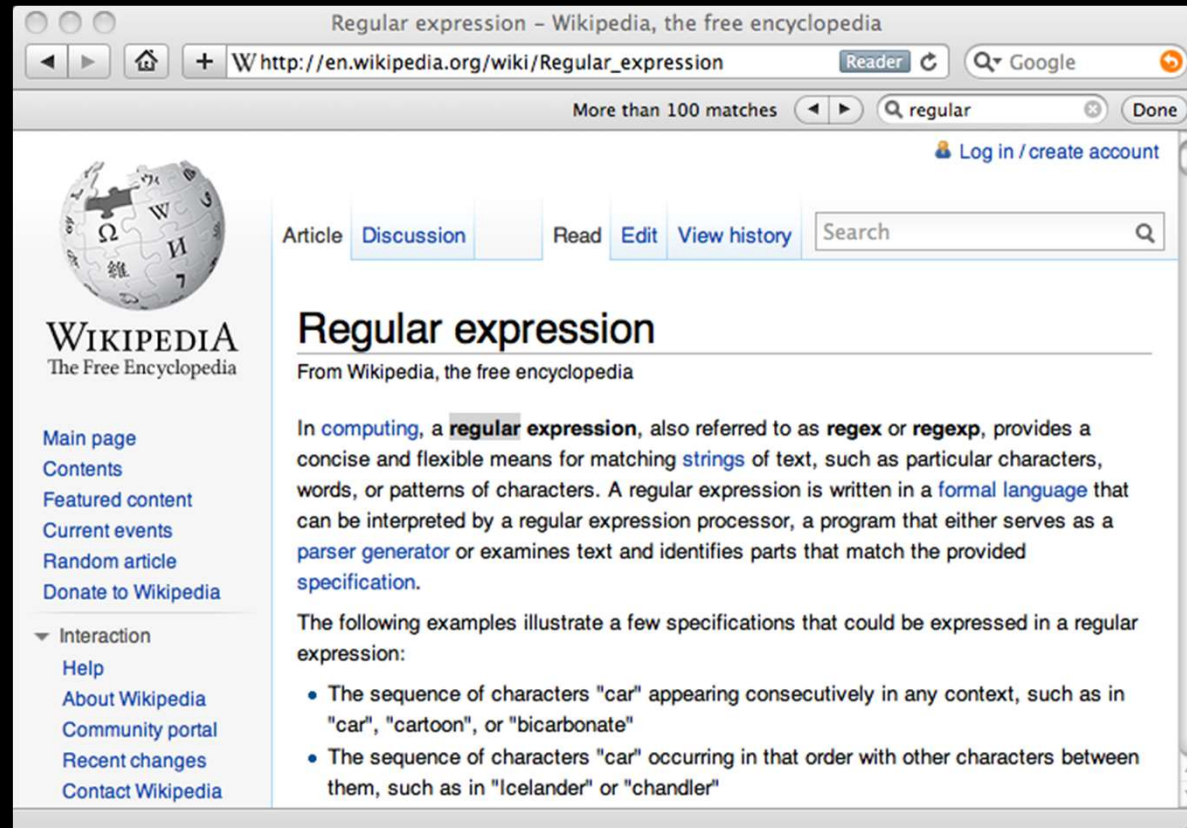 Regular expression – Wikipedia, the free encyclopedia
W http://en.wikipedia.org/wiki/Regular_expression Reader Google
More than 100 matches regular Done
Log in / create account
Article Discussion Read Edit View history Search
Ω W И 維 7
WIKIPEDIA
The Free Encyclopedia
Main page
Contents
Featured content
Current events
Random article
Donate to Wikipedia
Interaction
Help
About Wikipedia
Community portal
Recent changes
Contact Wikipedia
Regular expression
From Wikipedia, the free encyclopedia
In computing, a regular expression, also referred to as regex or regexp, provides a
concise and flexible means for matching strings of text, such as particular characters,
words, or patterns of characters. A regular expression is written in a formal language that
can be interpreted by a regular expression processor, a program that either serves as a
parser generator or examines text and identifies parts that match the provided
specification.
The following examples illustrate a few specifications that could be expressed in a regular
expression:
• The sequence of characters "car" appearing consecutively in any context, such as in
"car", "cartoon", or "bicarbonate"
• The sequence of characters "car" occurring in that order with other characters between
them, such as in "Icelander" or "chandler"